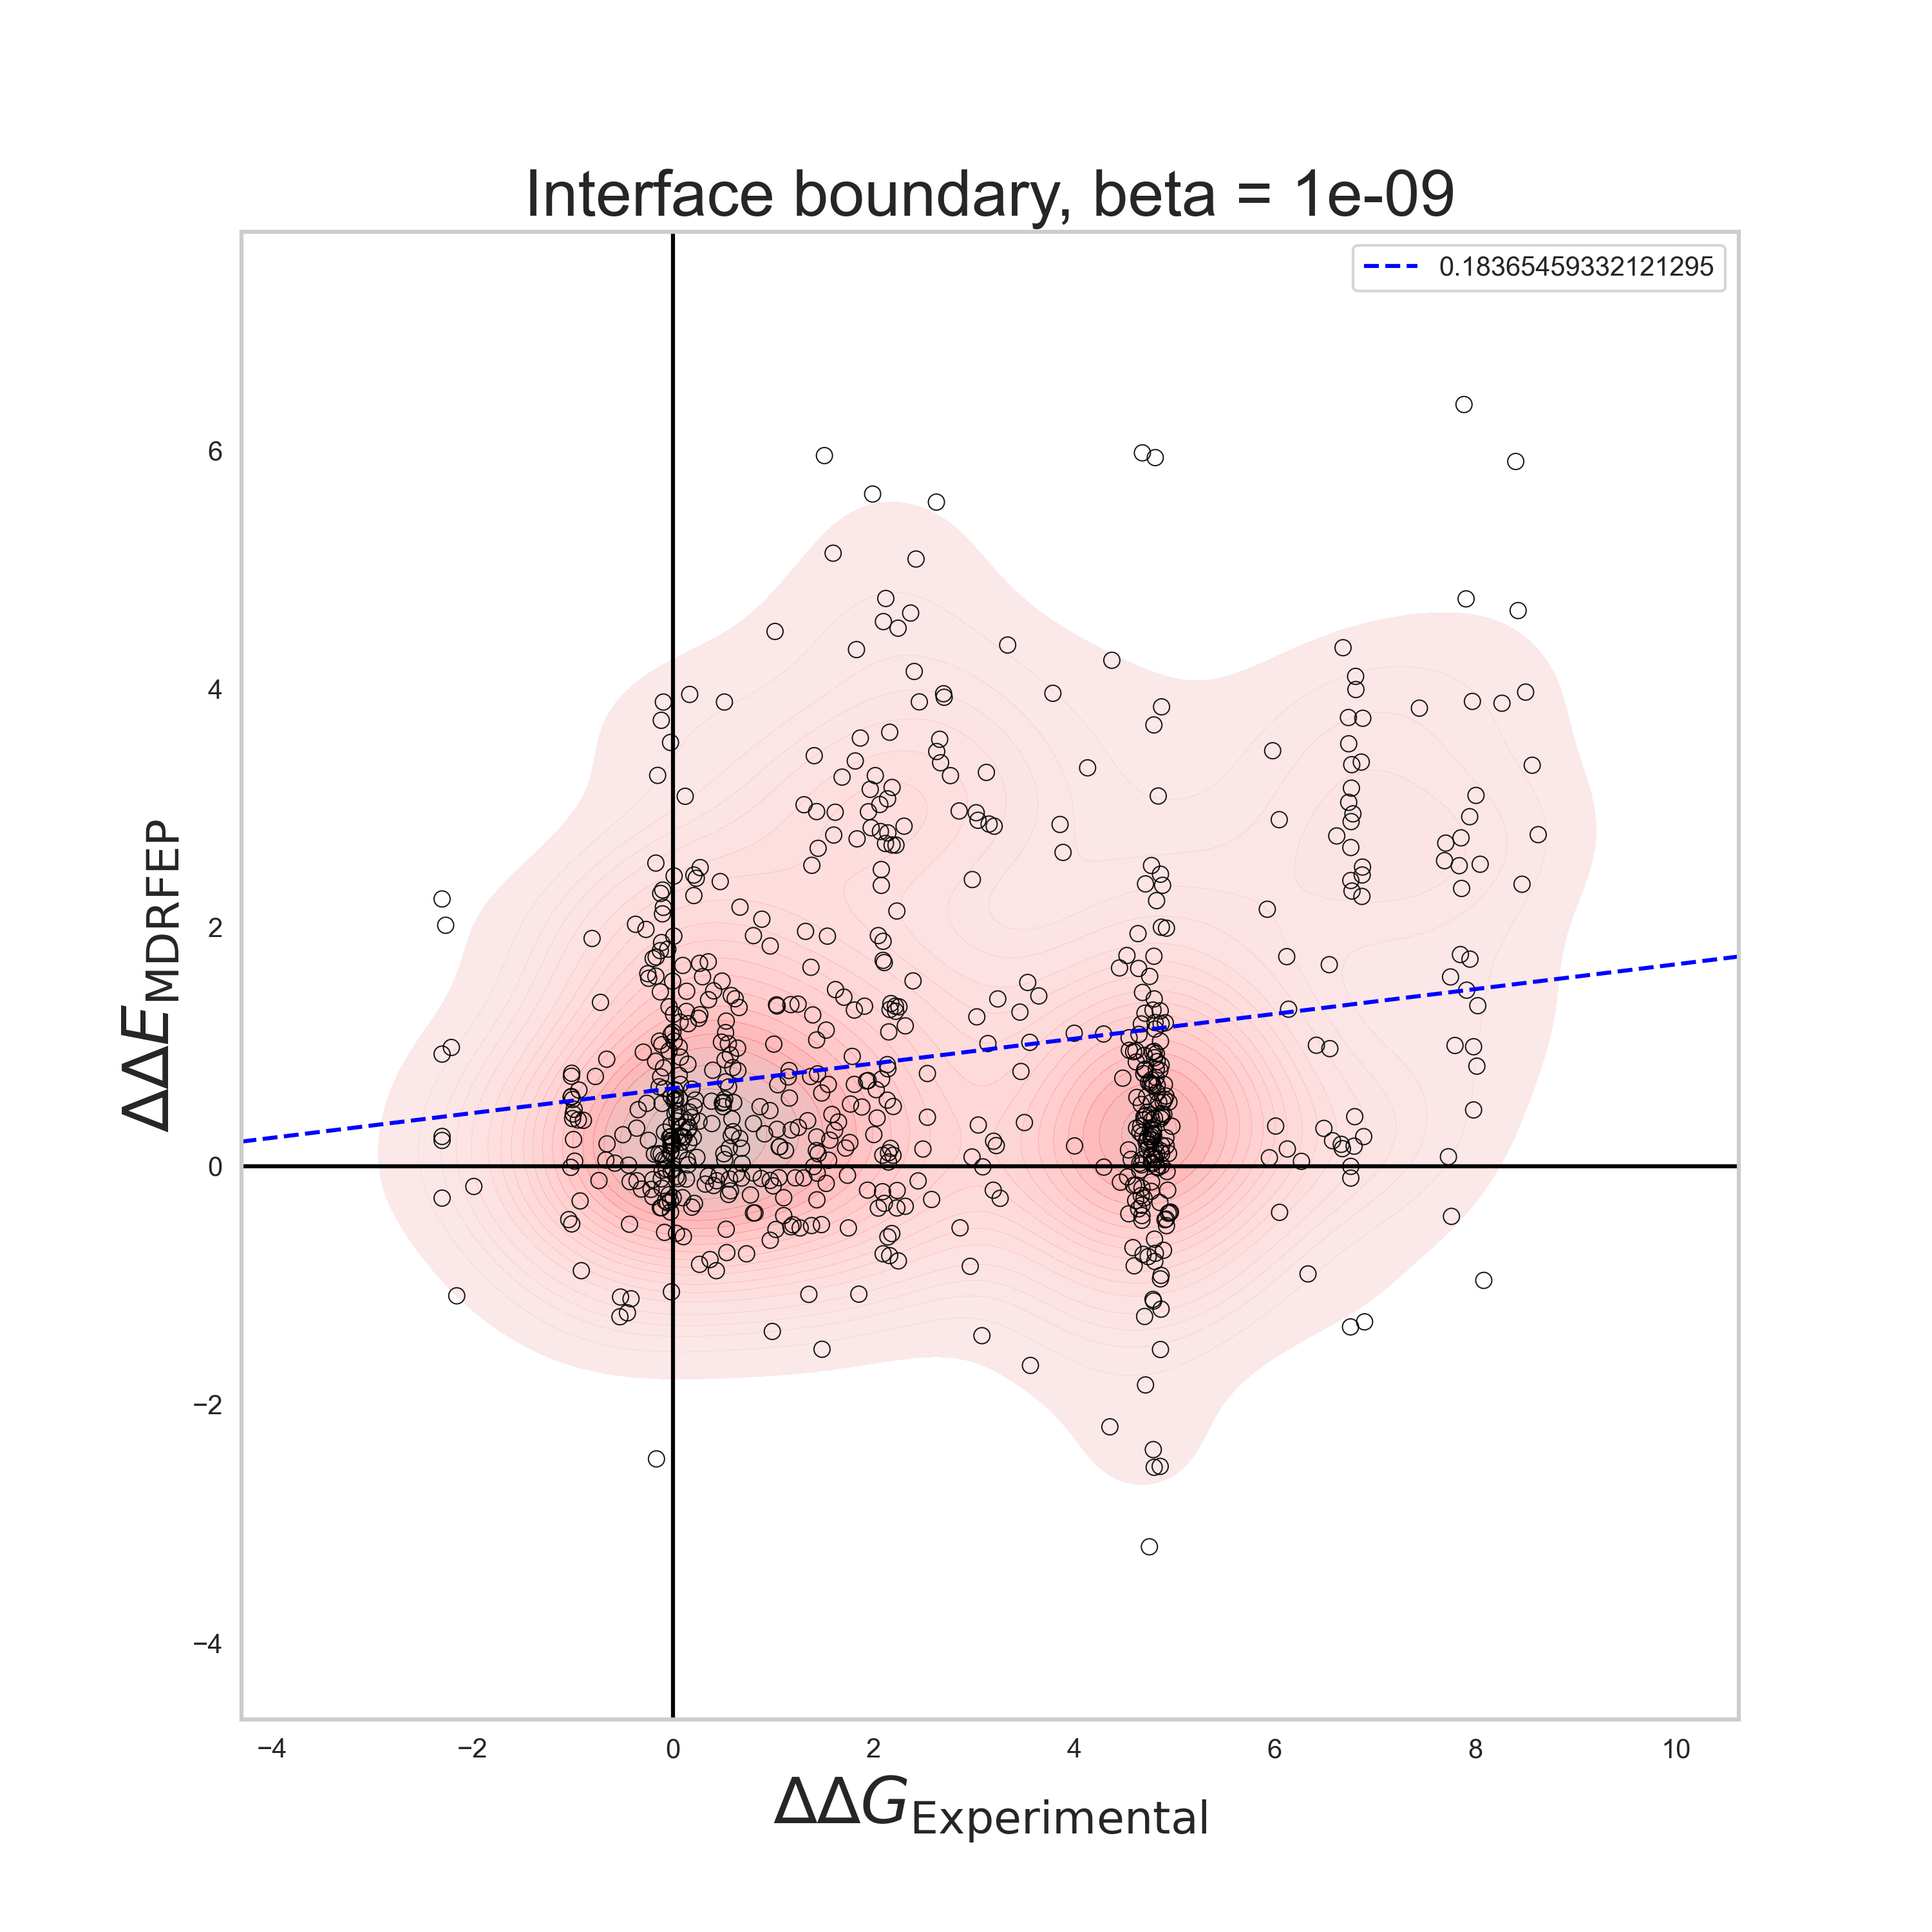 Interface boundary, beta = 1e-09
0.18365459332121295
6
4
2
0
−2
−4
ΔΔE_MDRFEP
−4 −2 0 2 4 6 8 10
ΔΔG_Experimental